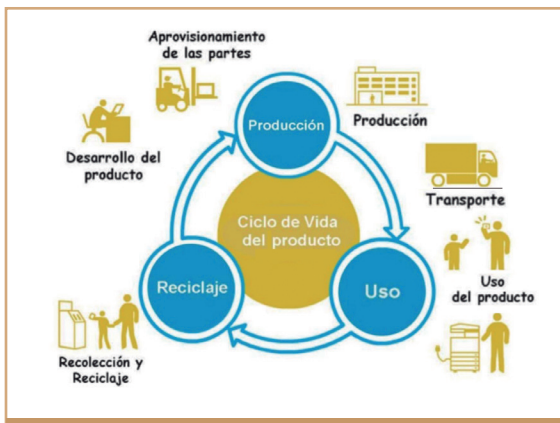 Aprovisionamiento
de las partes
Producción
Producción
Desarrollo del
producto
Transporte
Ciclo de Vida
del producto
Reciclaje
Uso
Uso
del producto
Recolección y
Reciclaje